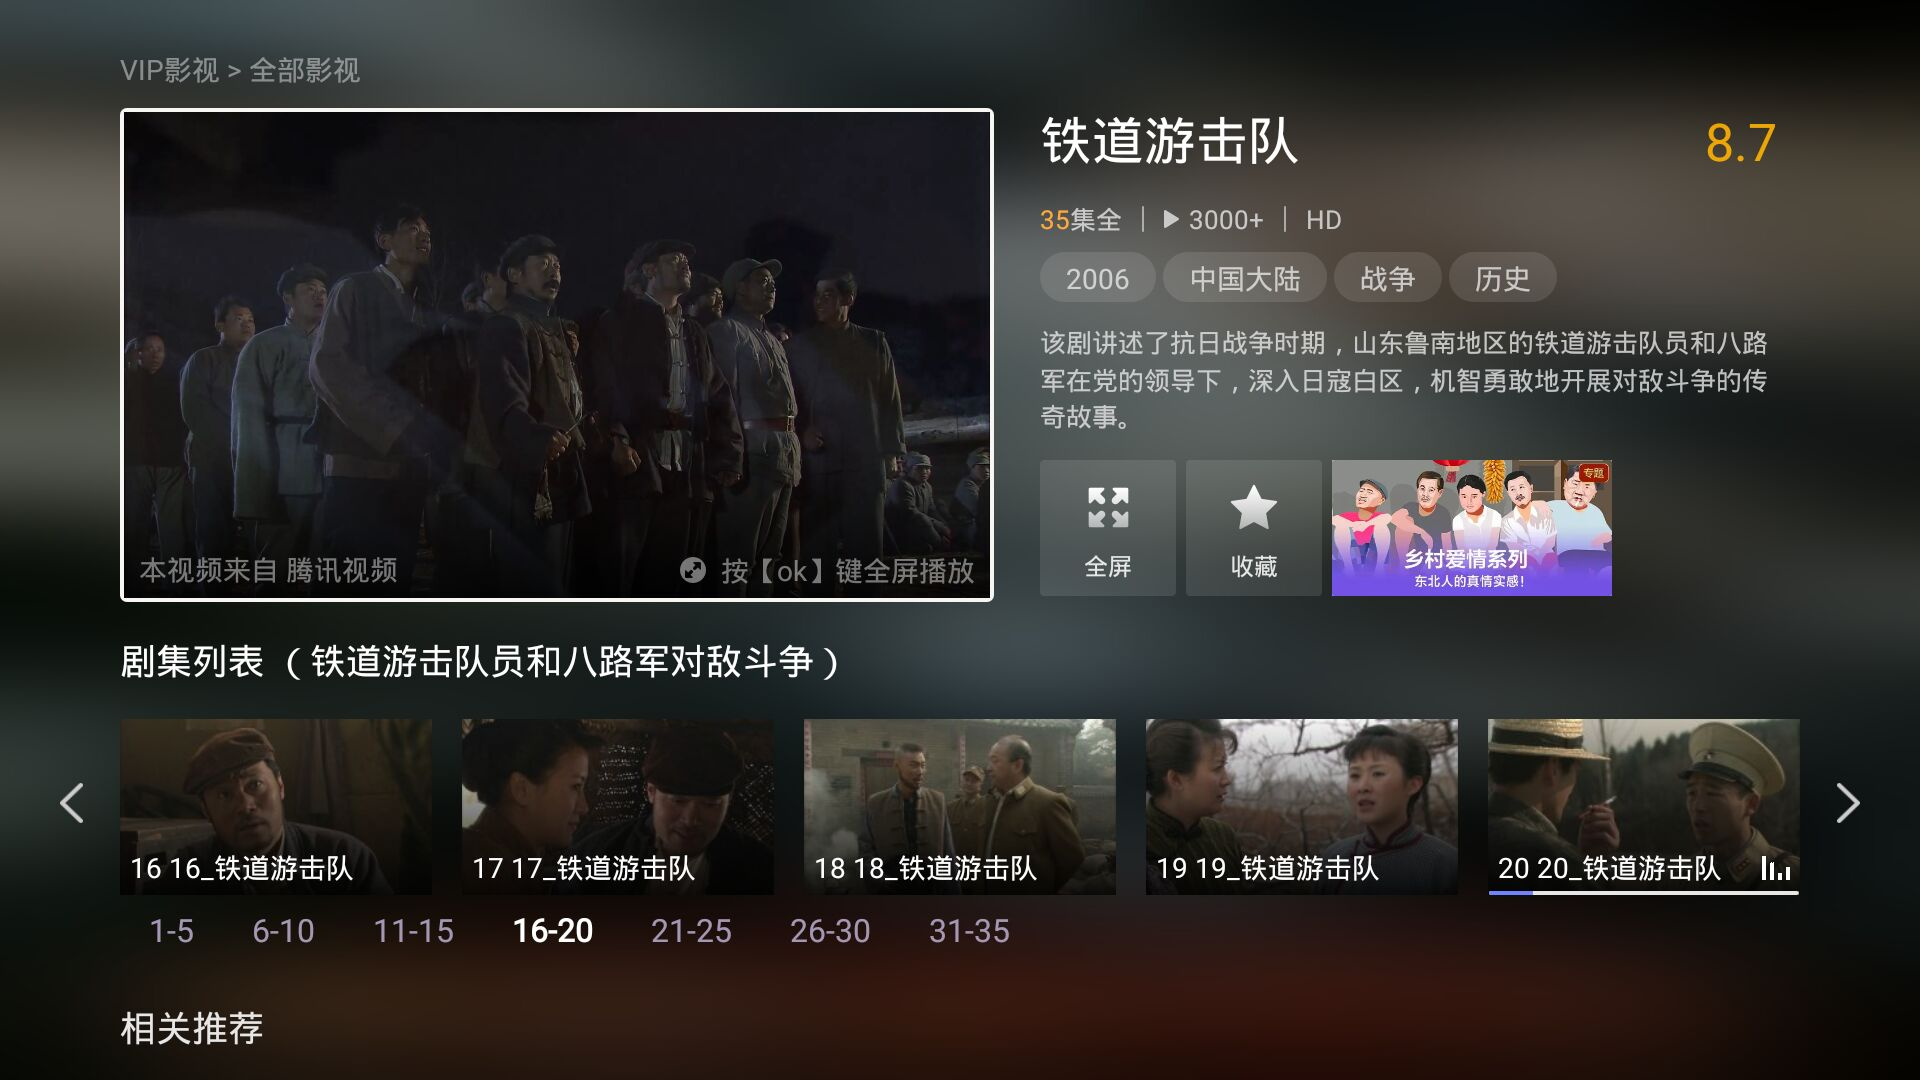 VIP影视 > 全部影视
本视频来自 腾讯视频
按【ok】键全屏播放
铁道游击队
8.7
35集全 | 3000+ | HD
2006
中国大陆
战争
历史
该剧讲述了抗日战争时期，山东鲁南地区的铁道游击队员和八路
军在党的领导下，深入日寇白区，机智勇敢地开展对敌斗争的传
奇故事。
全屏
收藏
专题
乡村爱情系列
东北人的真情实感！
剧集列表 （铁道游击队员和八路军对敌斗争）
16 16_铁道游击队
17 17_铁道游击队
18 18_铁道游击队
19 19_铁道游击队
20 20_铁道游击队
1-5
6-10
11-15
16-20
21-25
26-30
31-35
相关推荐